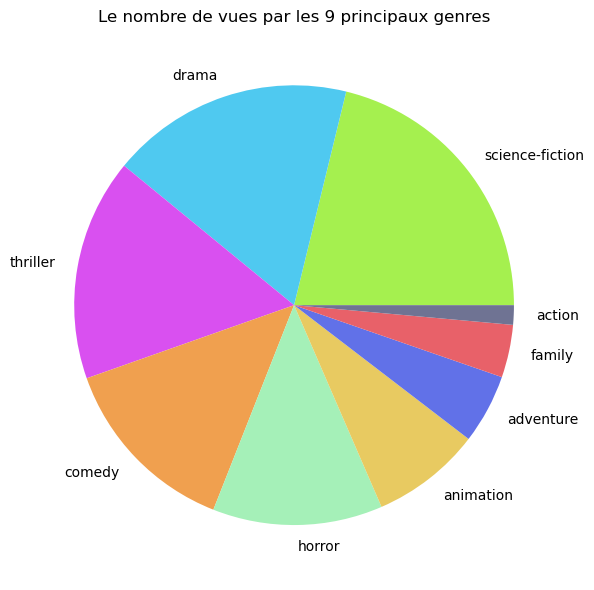 Le nombre de vues par les 9 principaux genres
drama
science-fiction
thriller
action
family
adventure
comedy
animation
horror